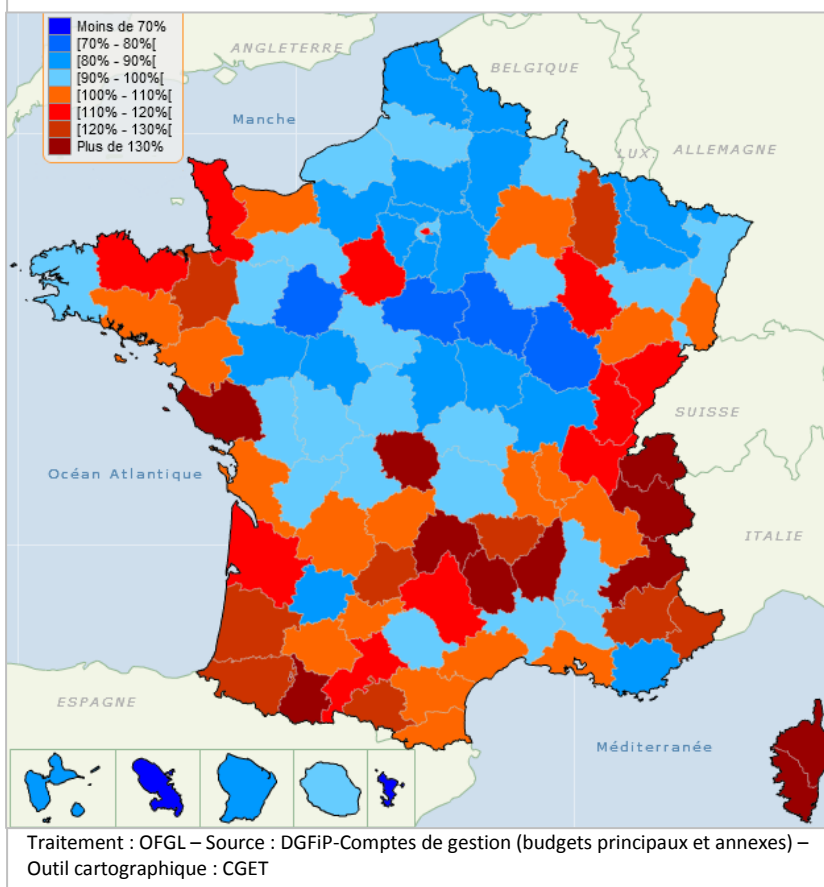 Moins de 70%
[70% - 80%[
[80% - 90%[
[90% - 100%[
[100% - 110%[
[110% - 120%[
[120% - 130%[
Plus de 130%
ANGLETERRE
BELGIQUE
Manche
LUX.
ALLEMAGNE
SUISSE
Océan Atlantique
ITALIE
ESPAGNE
Méditerranée
Traitement : OFGL – Source : DGFiP-Comptes de gestion (budgets principaux et annexes) –
Outil cartographique : CGET